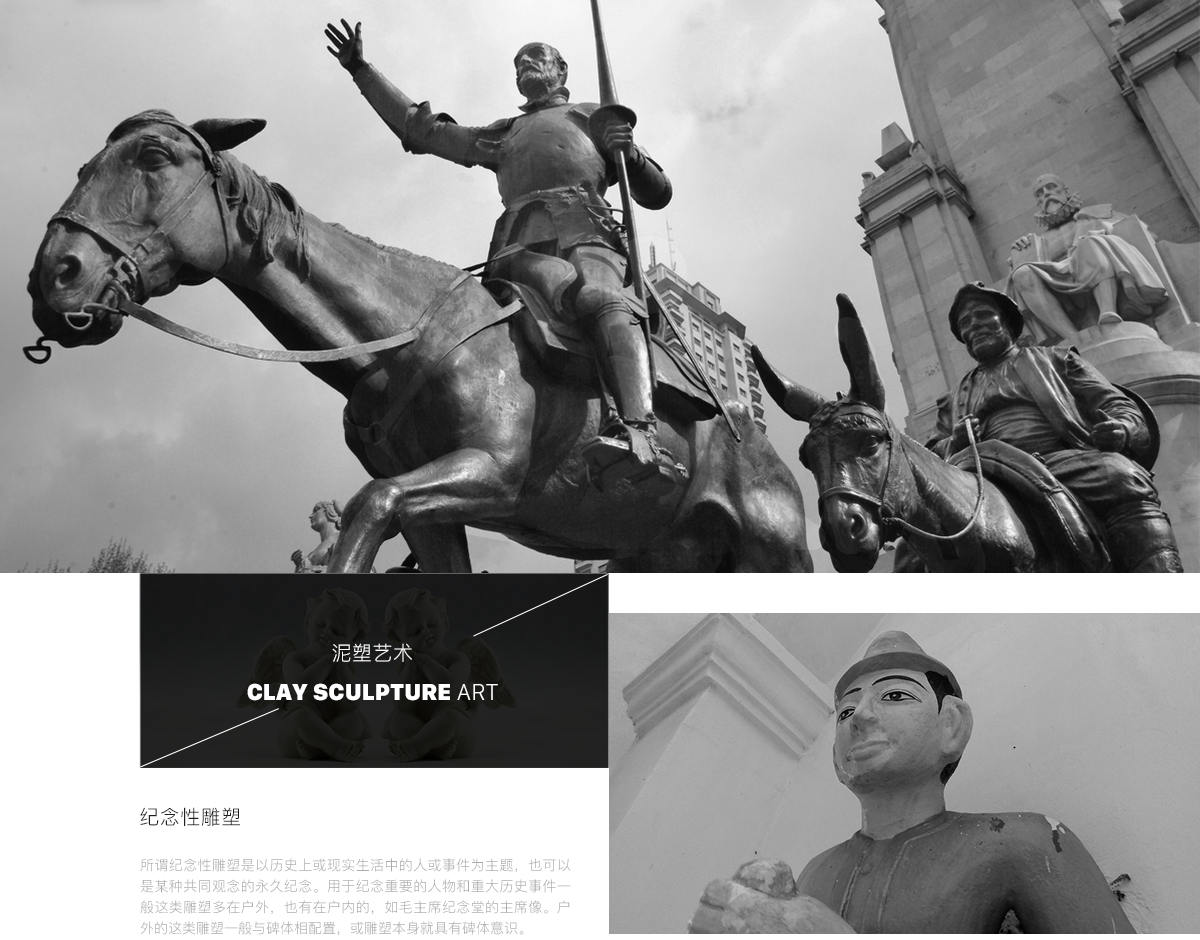 泥塑艺术
CLAY SCULPTURE ART
纪念性雕塑
所谓纪念性雕塑是以历史上或现实生活中的人或事件为主题，也可以
是某种共同观念的永久纪念。用于纪念重要的人物和重大历史事件一
般这类雕塑多在户外，也有在户内的，如毛主席纪念堂的主席像。户
外的这类雕塑一般与碑体相配置，或雕塑本身就具有碑体意识。